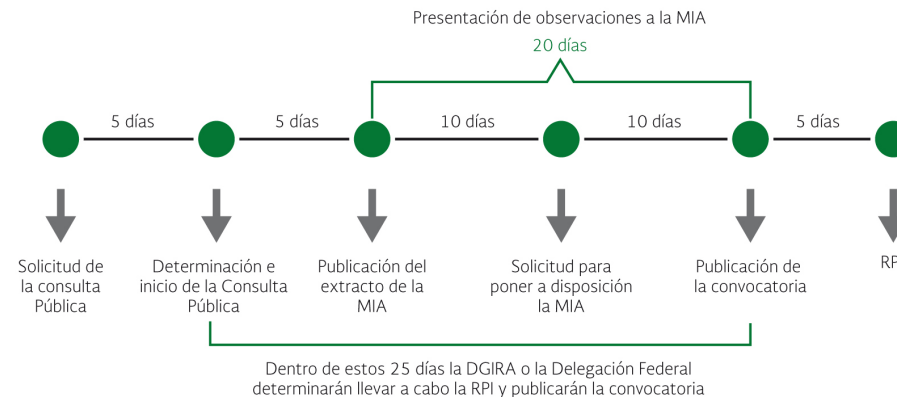 Presentación de observaciones a la MIA
20 días
5 días
5 días
10 días
10 días
5 días
Solicitud de
la consulta
Pública
Determinación e
inicio de la Consulta
Pública
Publicación del
extracto de la
MIA
Solicitud para
poner a disposición
la MIA
Publicación de
la convocatoria
Dentro de estos 25 días la DGIRA o la Delegación Federal
determinarán llevar a cabo la RPI y publicarán la convocatoria